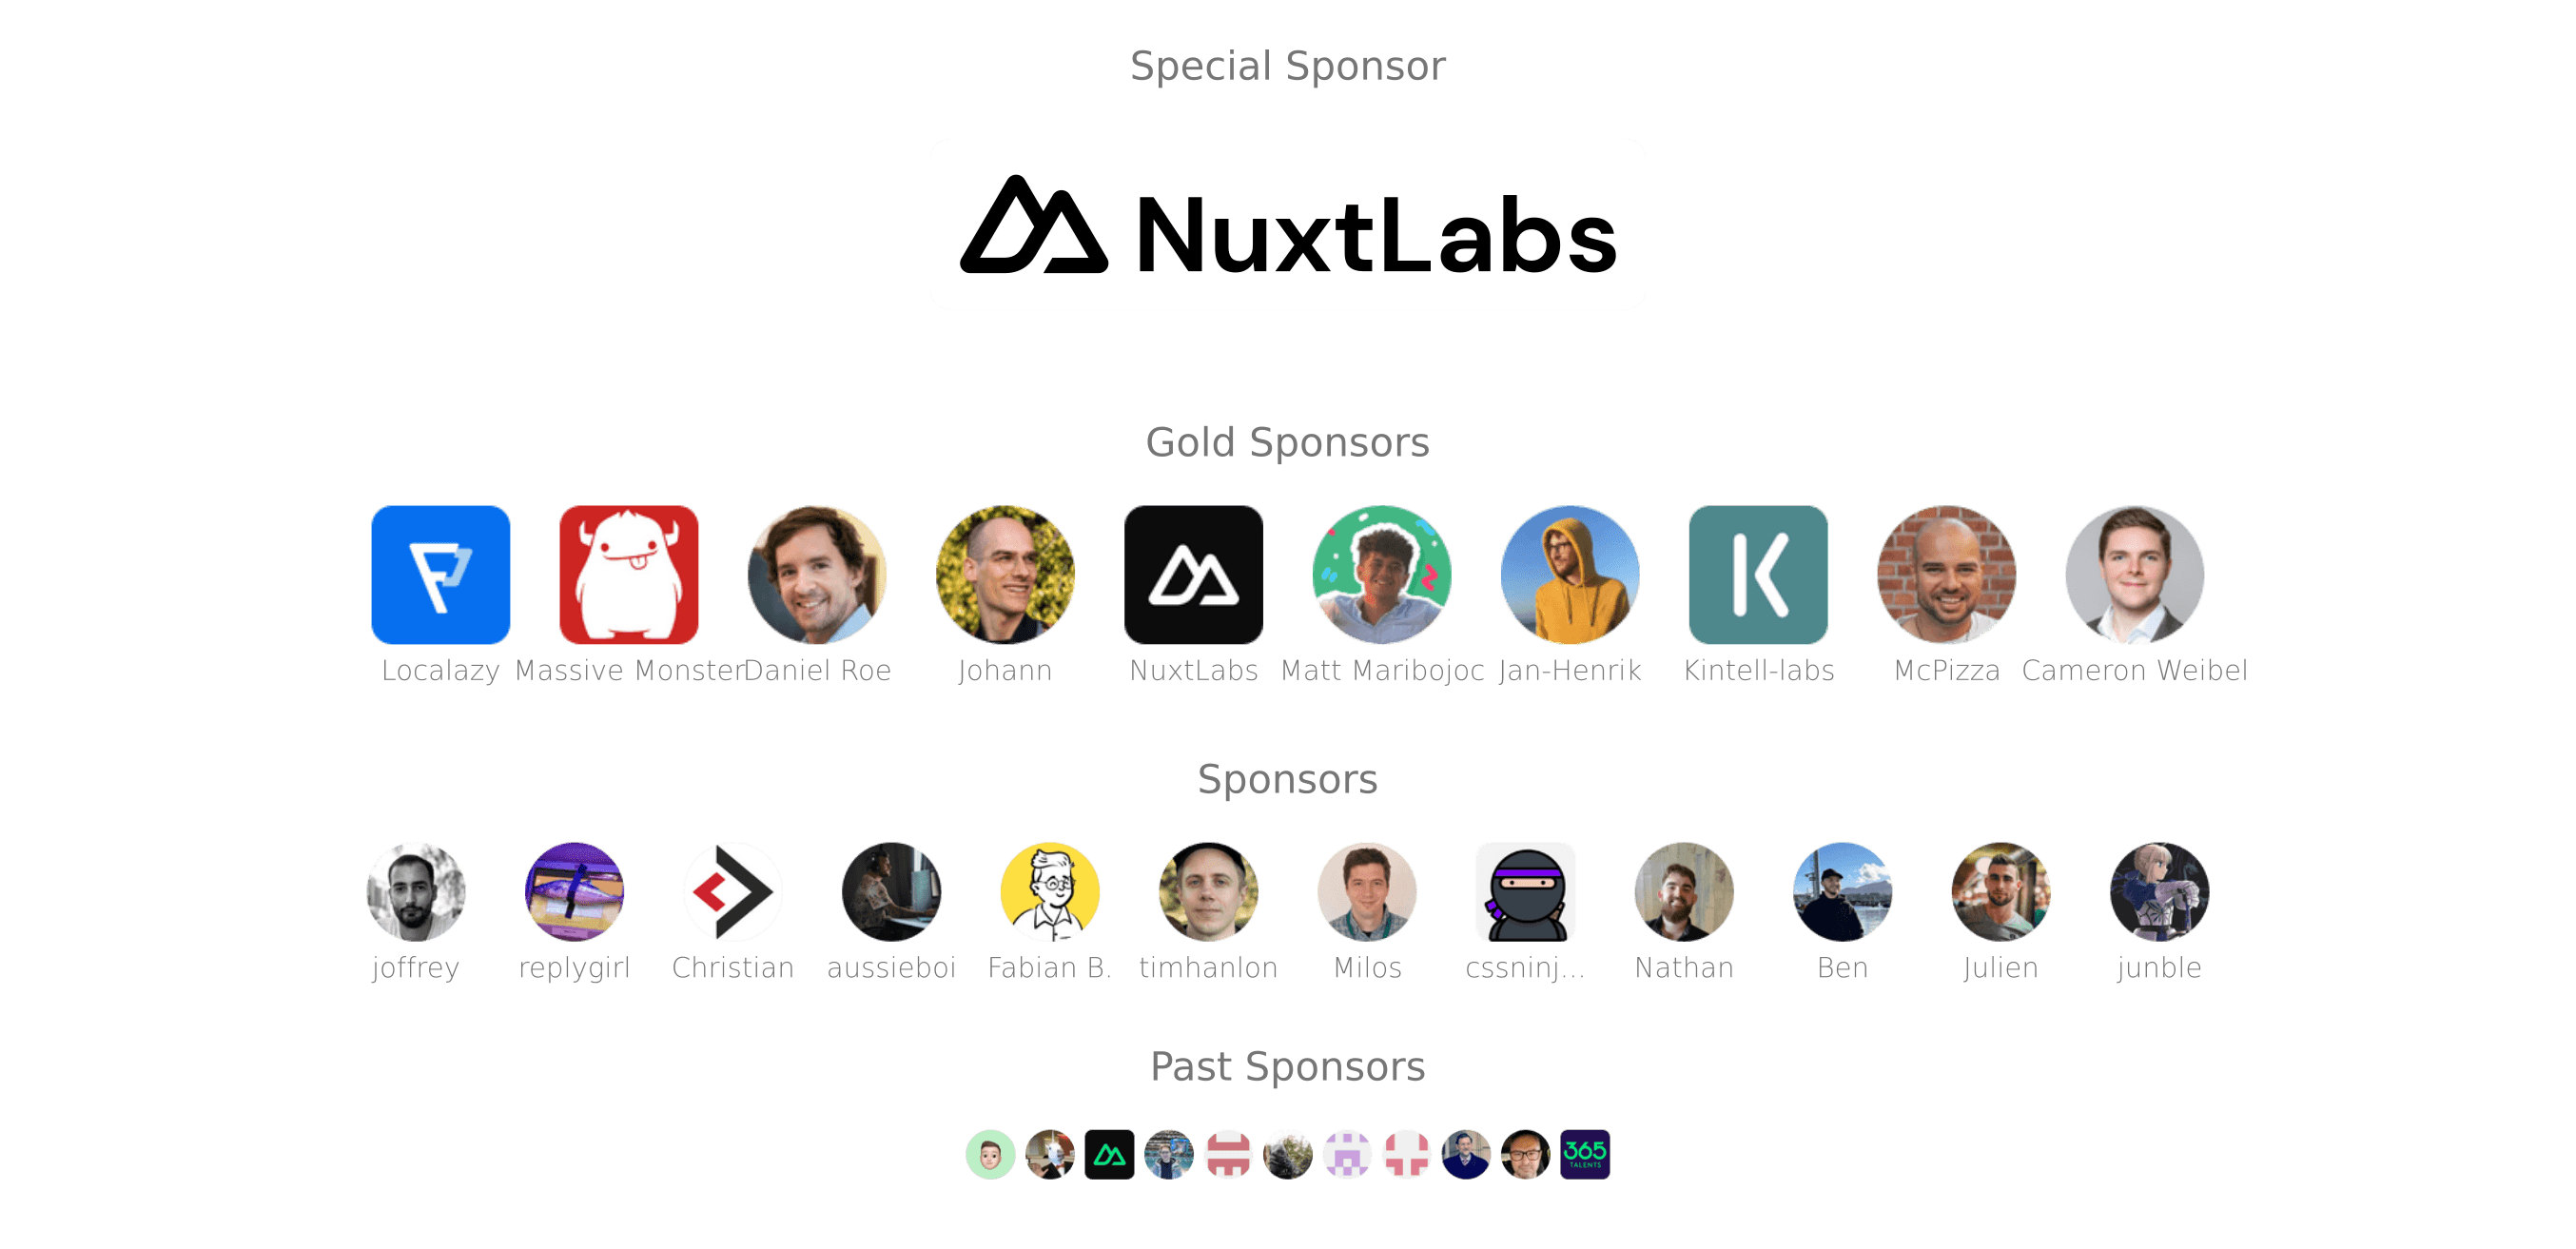 Special Sponsor
NuxtLabs
Gold Sponsors
Localazy Massive Monster Daniel Roe Johann NuxtLabs Matt Maribojoc Jan-Henrik Kintell-labs McPizza Cameron Weibel
Sponsors
joffrey replygirl Christian aussieboi Fabian B. timhanlon Milos cssninj... Nathan Ben Julien junble
Past Sponsors
365
TALENTS